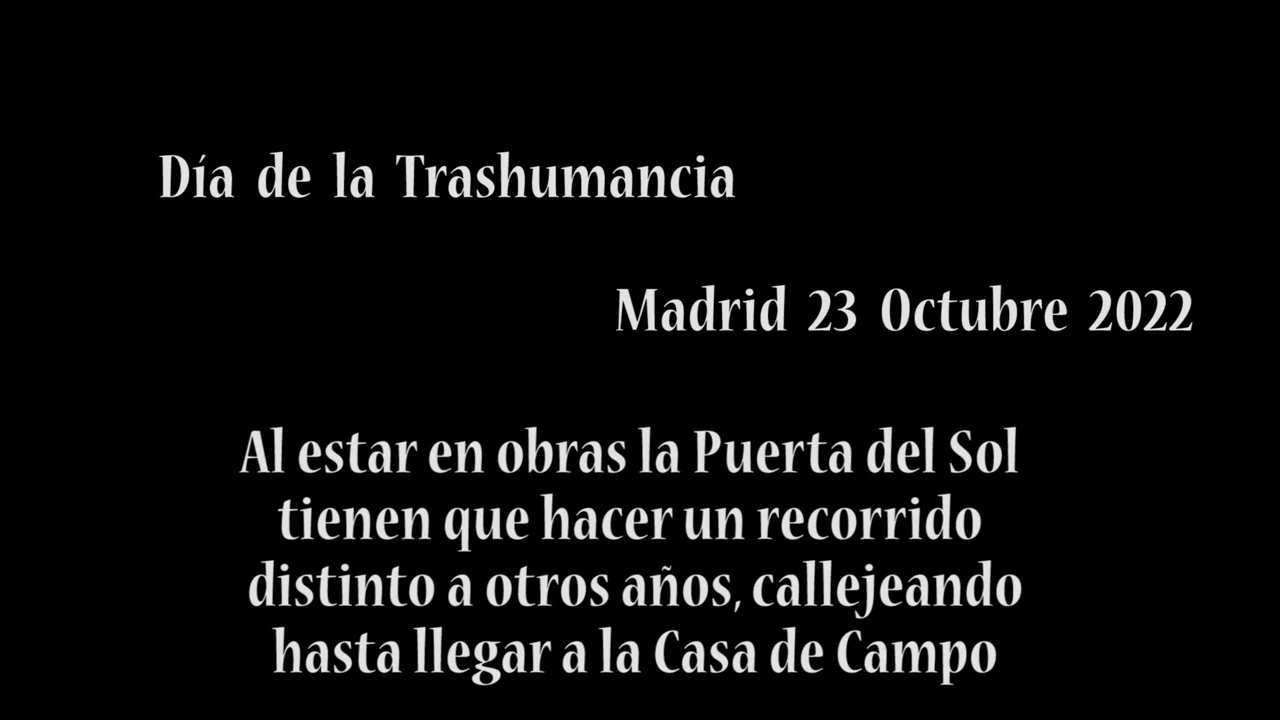 Día de la Trashumancia
Madrid 23 Octubre 2022
Al estar en obras la Puerta del Sol
tienen que hacer un recorrido
distinto a otros años, callejeando
hasta llegar a la Casa de Campo